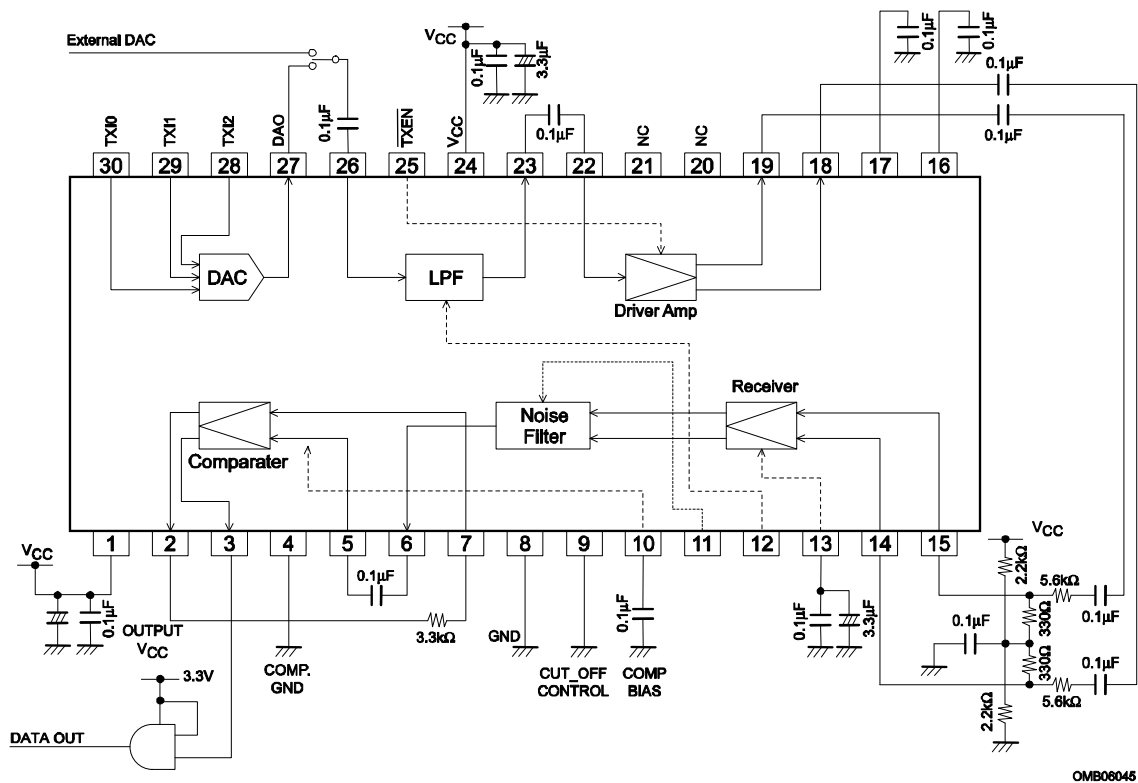 External DAC
VCC
0.1µF
3.3µF
0.1µF
0.1µF
0.1µF
0.1µF
0.1µF
0.1µF
TXI0
TXI1
TXI2
DAO
TXEN
VCC
NC
NC
30
29
28
27
26
25
24
23
22
21
20
19
18
17
16
DAC
LPF
Driver Amp
Receiver
Noise
Filter
Comparater
1
2
3
4
5
6
7
8
9
10
11
12
13
14
15
VCC
0.1µF
OUTPUT
VCC
3.3V
DATA OUT
COMP.
GND
0.1µF
3.3kΩ
GND
CUT_OFF
CONTROL
0.1µF
COMP
BIAS
0.1µF
3.3µF
VCC
2.2kΩ
5.6kΩ
0.1µF
330Ω
0.1µF
330Ω
0.1µF
5.6kΩ
2.2kΩ
OMB06045